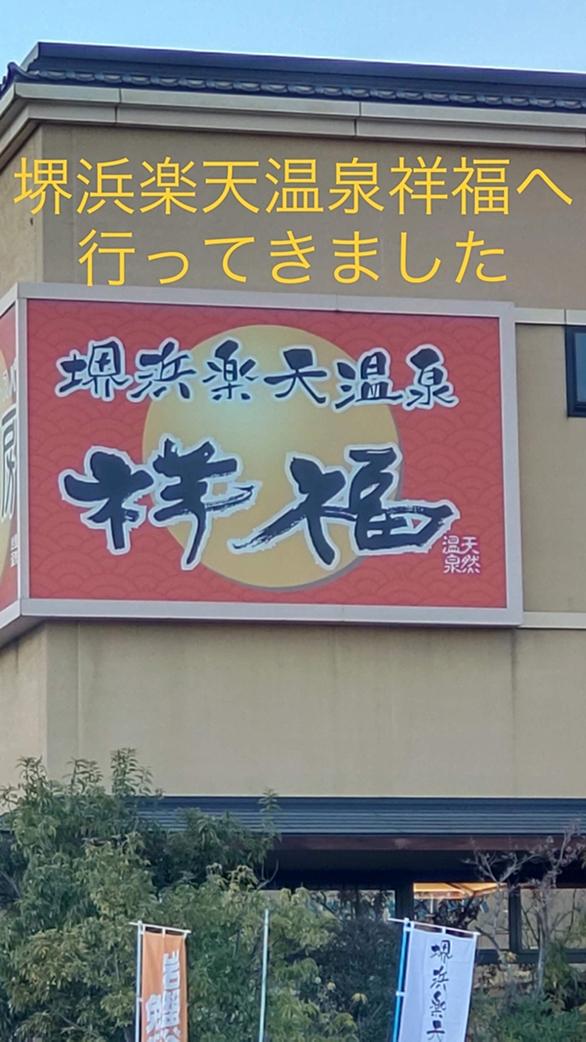 堺浜楽天温泉祥福へ
行ってきました
堺浜楽天温泉
祥福
天然
温泉
堺浜楽天